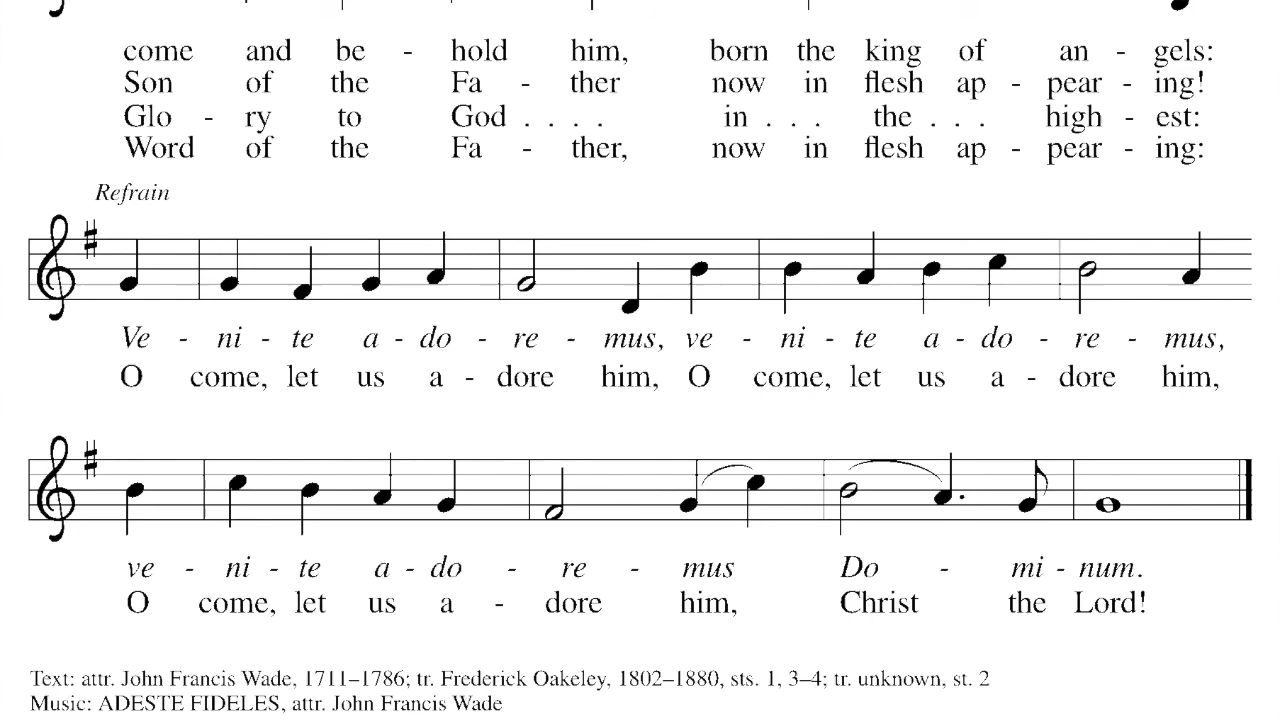 come and be - hold him, born the king of an - gels:
Son of the Fa - ther now in flesh ap - pear - ing!
Glo - ry to God . . . . in . . . the . . . high - est:
Word of the Fa - ther, now in flesh ap - pear - ing:
Refrain
Ve - ni - te a - do - re - mus, ve - ni - te a - do - re - mus,
O come, let us a - dore him, O come, let us a - dore him,
ve - ni - te a - do - re - mus Do - mi - num.
O come, let us a - dore him, Christ the Lord!
Text: attr. John Francis Wade, 1711–1786; tr. Frederick Oakeley, 1802–1880, sts. 1, 3–4; tr. unknown, st. 2
Music: ADESTE FIDELES, attr. John Francis Wade